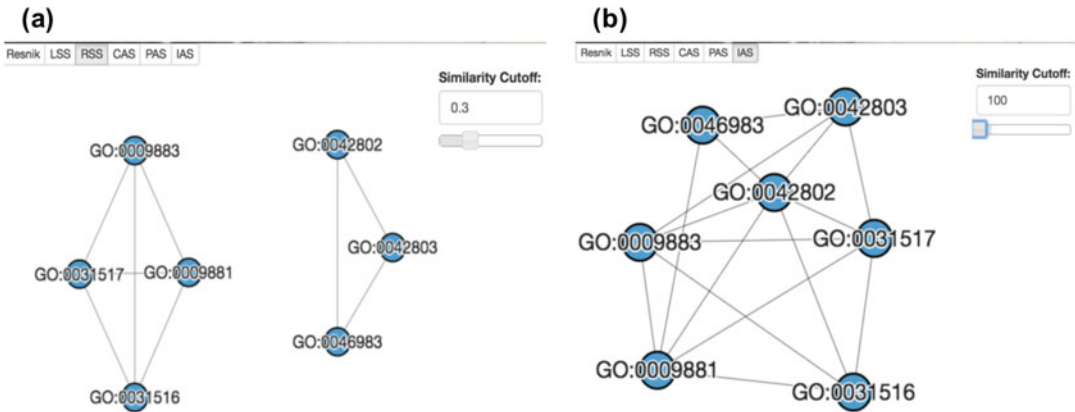 (a)
Resnik LSS RSS CAS PAS IAS
Similarity Cutoff:
0.3
GO:0009883
GO:0042802
GO:0031517
GO:0009881
GO:0042803
GO:0046983
GO:0031516
(b)
Resnik LSS RSS CAS PAS IAS
Similarity Cutoff:
100
GO:0042803
GO:0046983
GO:0042802
GO:0009883
GO:0031517
GO:0009881
GO:0031516